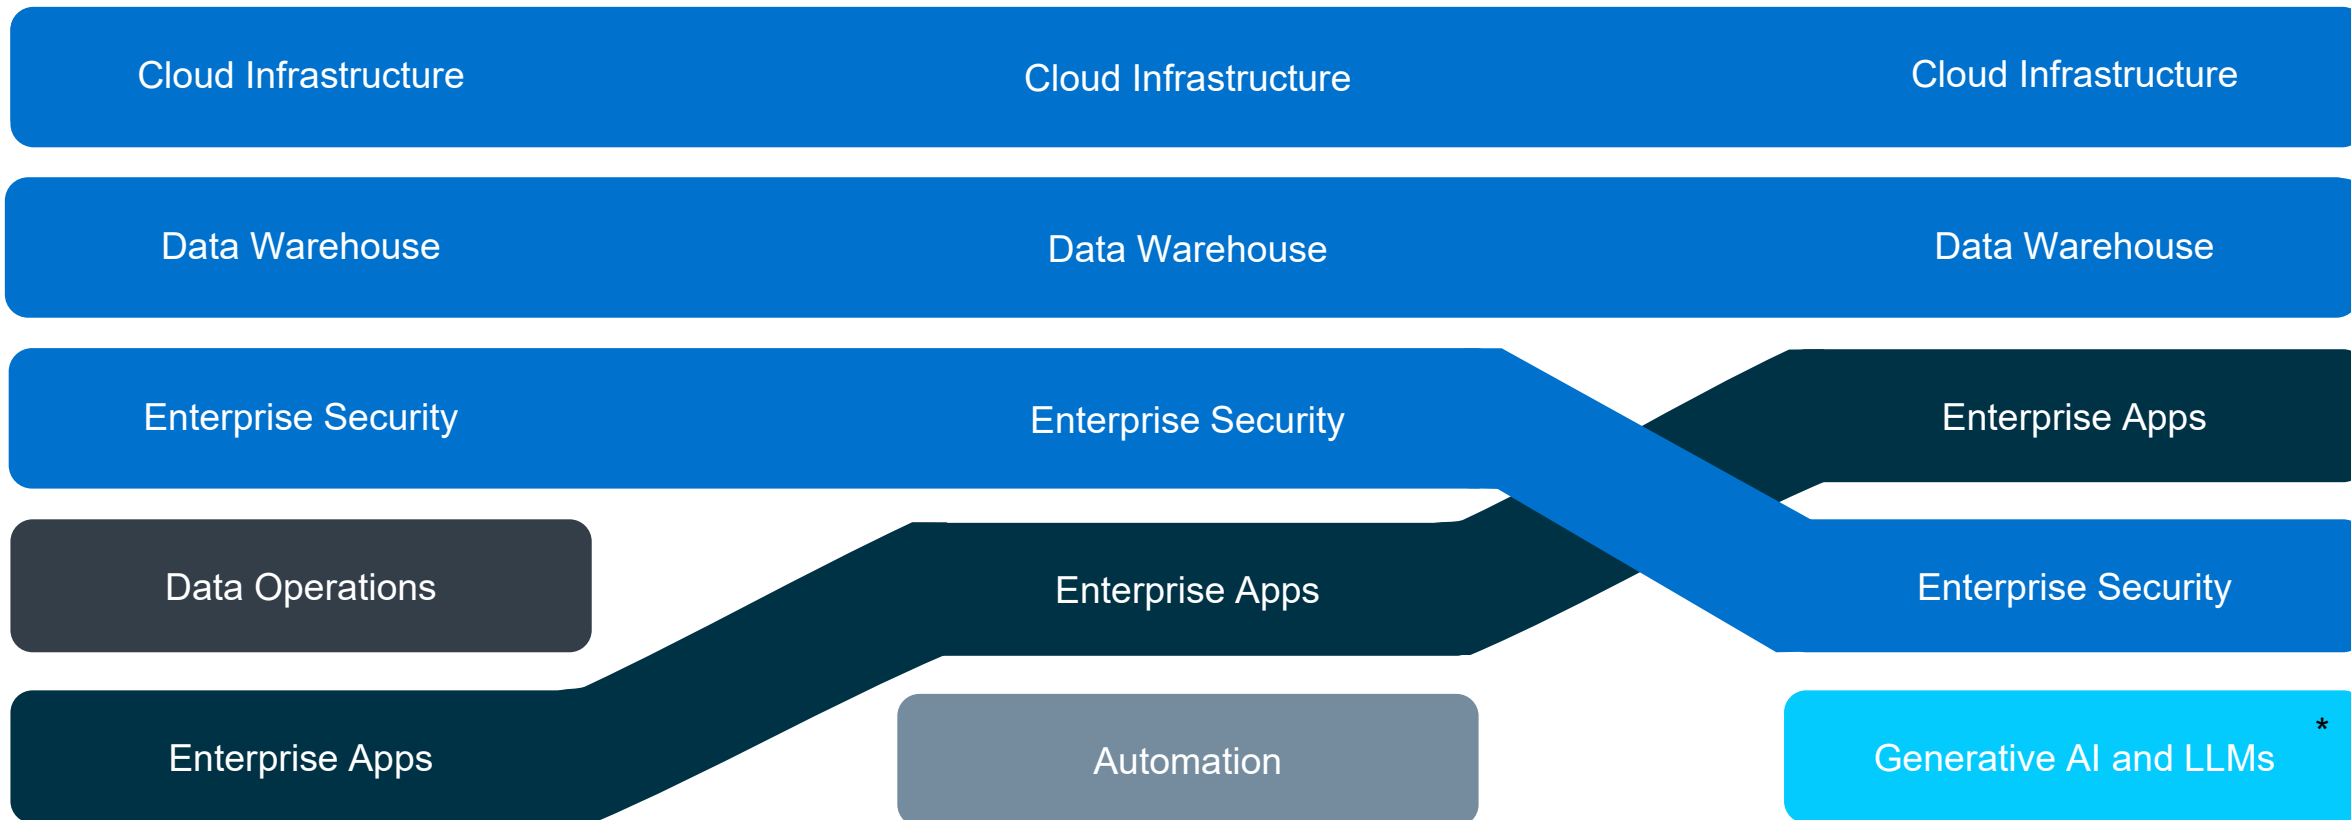 Cloud Infrastructure
Cloud Infrastructure
Cloud Infrastructure
Data Warehouse
Data Warehouse
Data Warehouse
Enterprise Security
Enterprise Security
Enterprise Apps
Data Operations
Enterprise Apps
Enterprise Security
Enterprise Apps
Automation
Generative AI and LLMs *